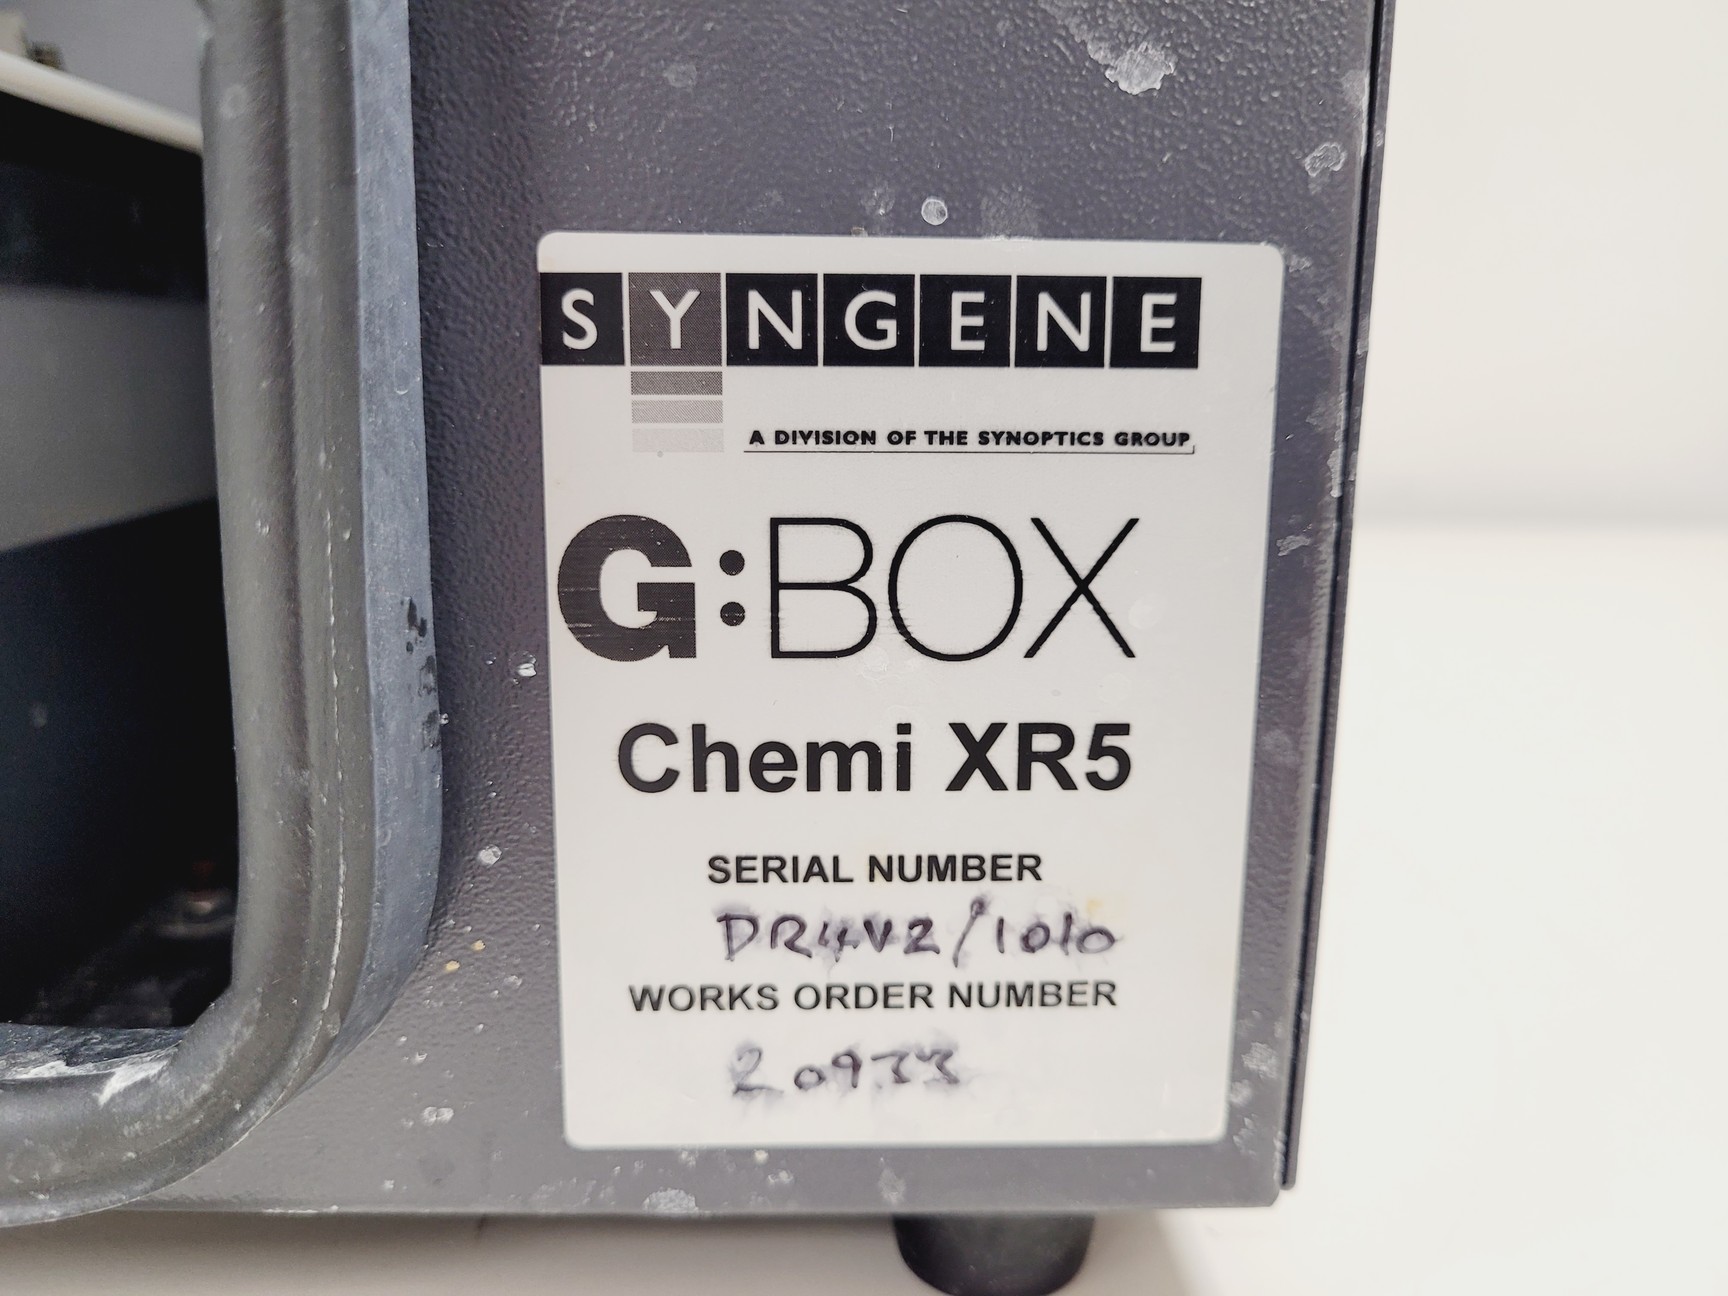 SYNGENE
A DIVISION OF THE SYNOPTICS GROUP
G:BOX
Chemi XR5
SERIAL NUMBER
DR4V2/1010
WORKS ORDER NUMBER
20933